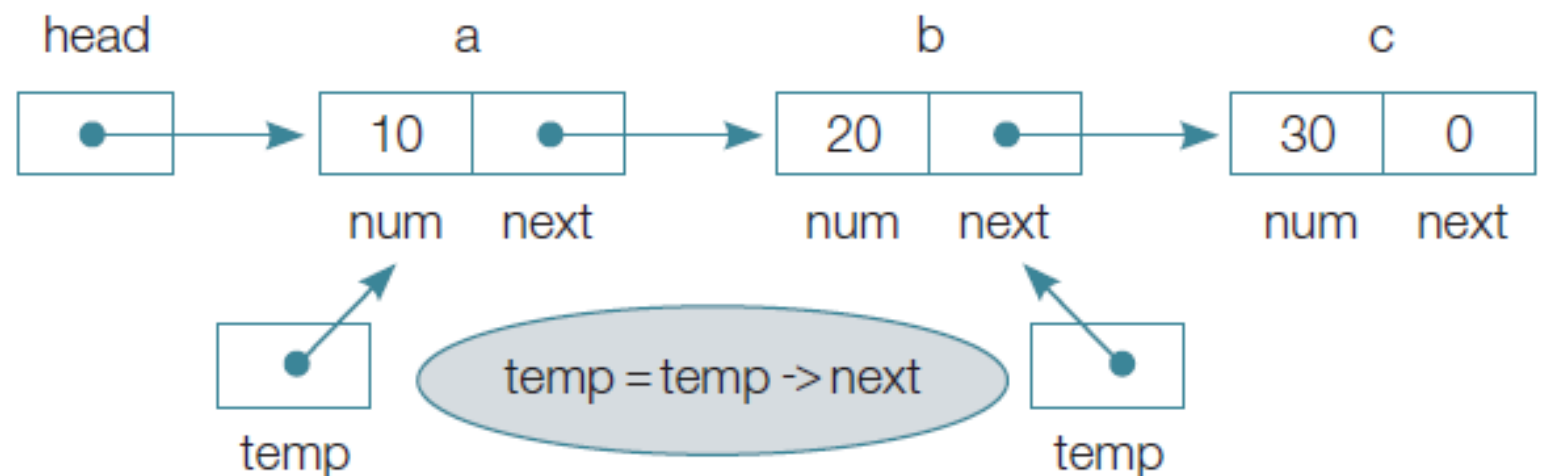 head a b c
10 20 30 0
num next num next num next
temp = temp -> next
temp temp